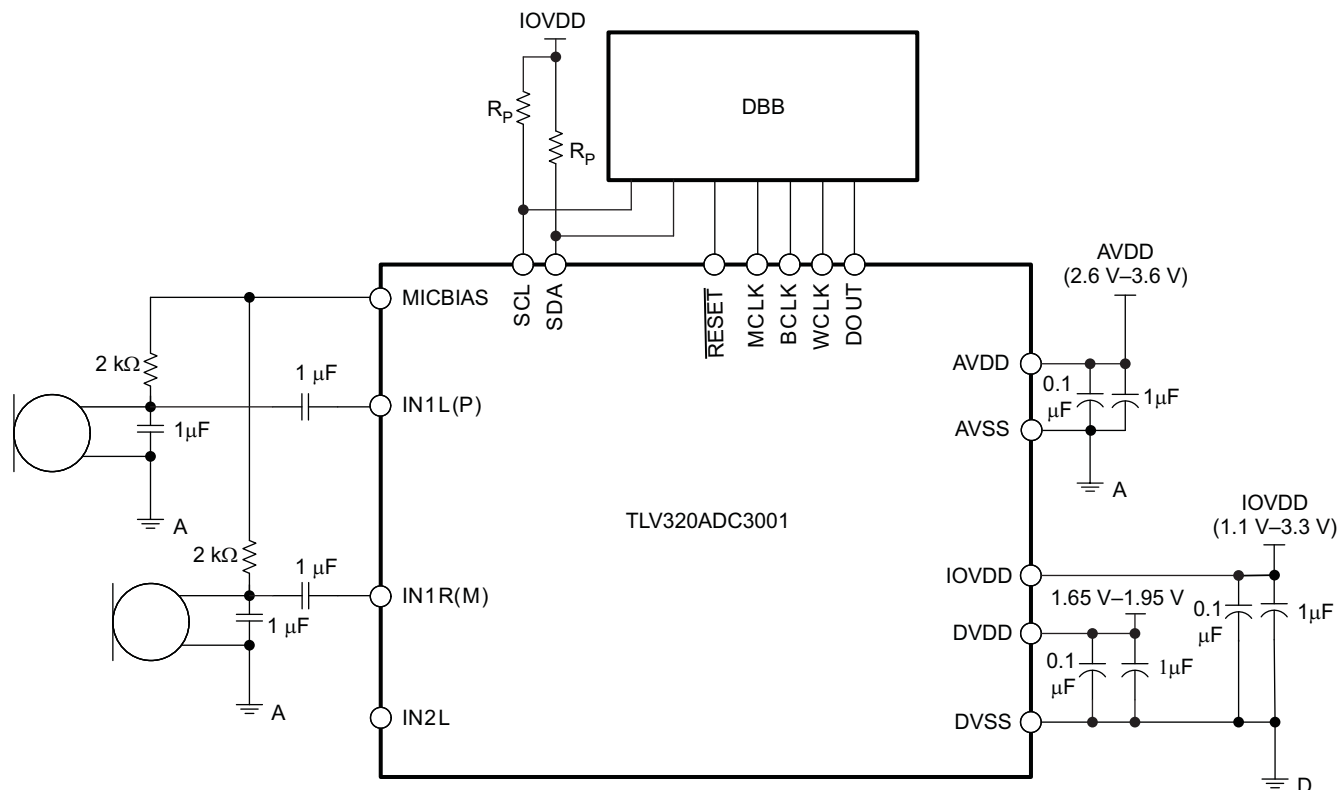 IOVDD
R_P
R_P
DBB
SCL
SDA
RESET
MCLK
BCLK
WCLK
DOUT
AVDD
(2.6 V–3.6 V)
MICBIAS
2 kΩ
1 μF
IN1L(P)
1μF
A
AVDD
0.1
μF
1μF
AVSS
A
TLV320ADC3001
IOVDD
(1.1 V–3.3 V)
2 kΩ
1 μF
IN1R(M)
1 μF
A
IN2L
IOVDD
1.65 V–1.95 V
0.1
μF
1μF
DVDD
0.1
μF
1μF
DVSS
D